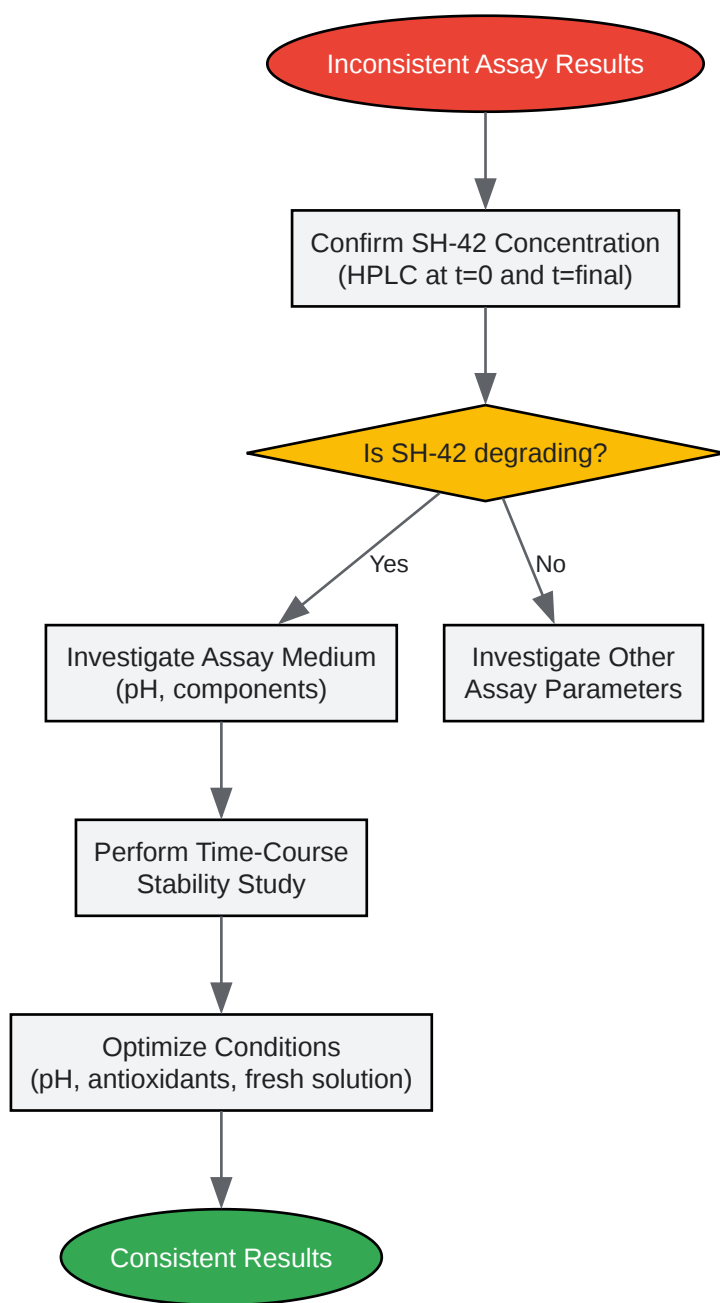 Inconsistent Assay Results
Confirm SH-42 Concentration
(HPLC at t=0 and t=final)
Is SH-42 degrading?
Yes
No
Investigate Assay Medium
(pH, components)
Investigate Other
Assay Parameters
Perform Time-Course
Stability Study
Optimize Conditions
(pH, antioxidants, fresh solution)
Consistent Results